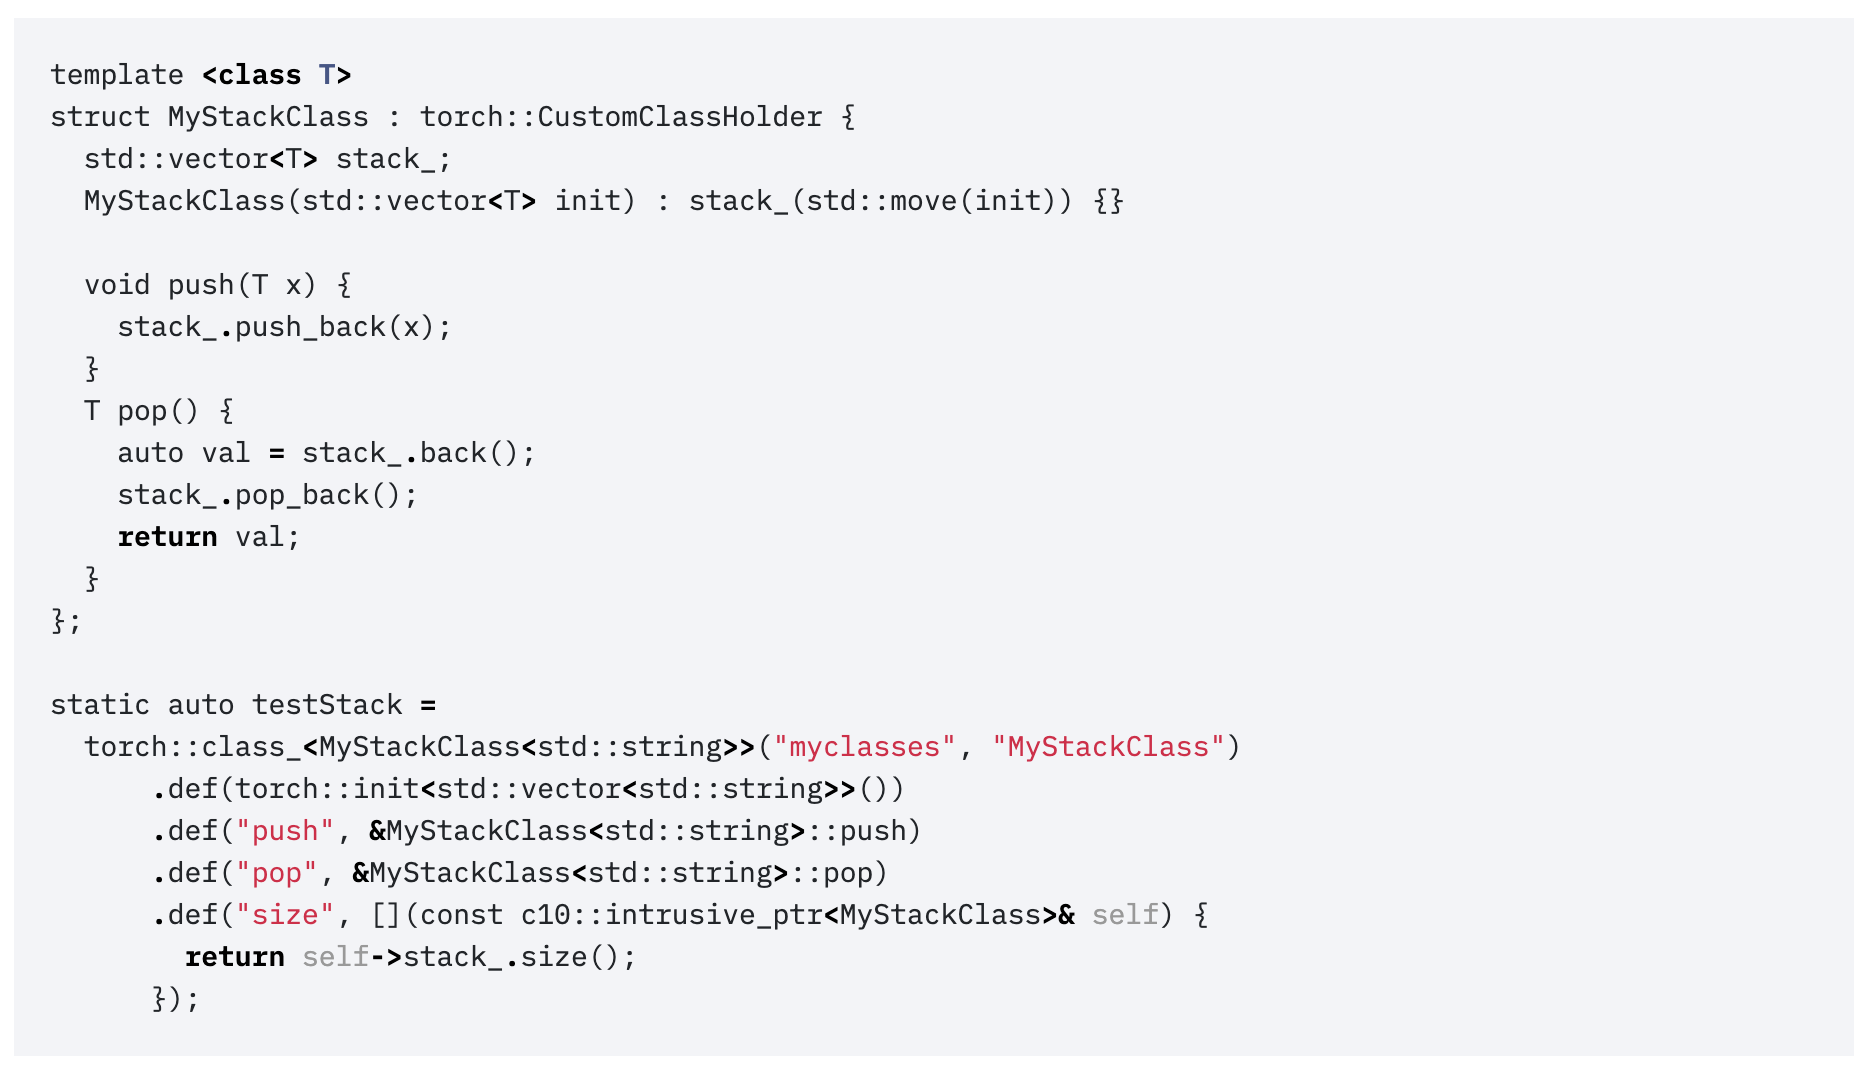 template <class T>
struct MyStackClass : torch::CustomClassHolder {
  std::vector<T> stack_;
  MyStackClass(std::vector<T> init) : stack_(std::move(init)) {}

  void push(T x) {
    stack_.push_back(x);
  }
  T pop() {
    auto val = stack_.back();
    stack_.pop_back();
    return val;
  }
};

static auto testStack =
  torch::class_<MyStackClass<std::string>>("myclasses", "MyStackClass")
      .def(torch::init<std::vector<std::string>>())
      .def("push", &MyStackClass<std::string>::push)
      .def("pop", &MyStackClass<std::string>::pop)
      .def("size", [](const c10::intrusive_ptr<MyStackClass>& self) {
        return self->stack_.size();
      });